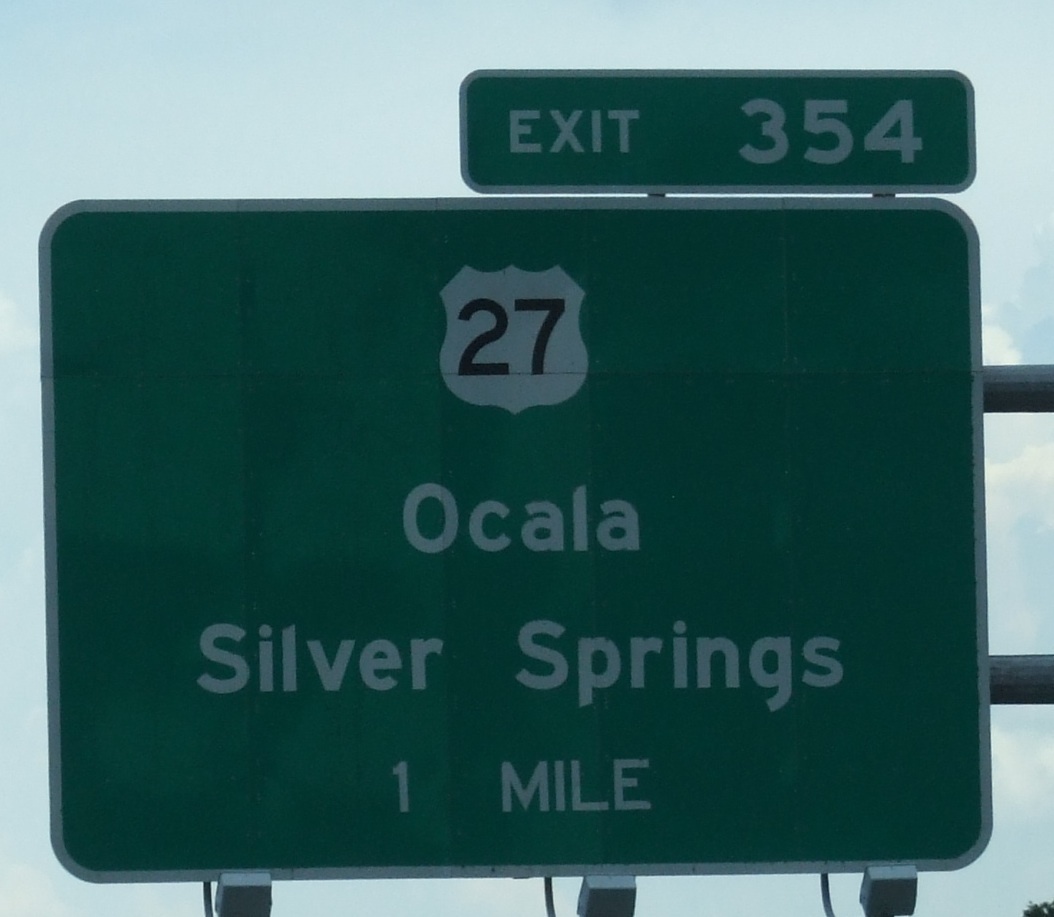 EXIT 354
27
Ocala
Silver Springs
1 MILE